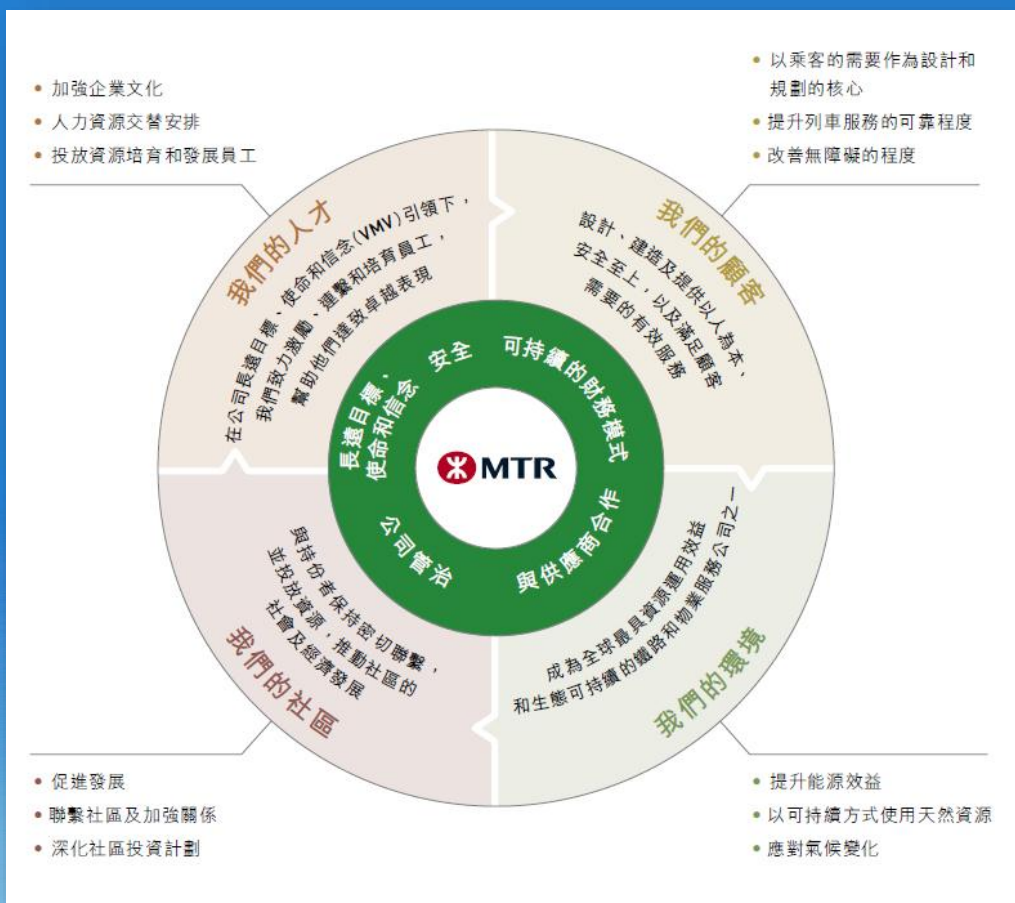 加強企業文化
人力資源交替安排
投放資源培育和發展員工
以乘客的需要作為設計和
規劃的核心
提升列車服務的可靠程度
改善無障礙的程度
我們的人才
在公司長遠目標、使命和信念(VMV)引領下，
我們致力激勵、連繫和培育員工，
幫助他們達致卓越表現
我們的顧客
設計、建造及提供以人為本、
安全至上，以及滿足顧客
需要的有效服務
長遠目標、
使命和信念
安全
可持續的財務模式
MTR
公司管治
與供應商合作
與持份者保持密切聯繫，
並投放資源，推動社區的
社會及經濟發展
我們的社區
成為全球最具資源運用效益
和生態可持續的鐵路和物業服務公司之一
我們的環境
促進發展
聯繫社區及加強關係
深化社區投資計劃
提升能源效益
以可持續方式使用天然資源
應對氣候變化